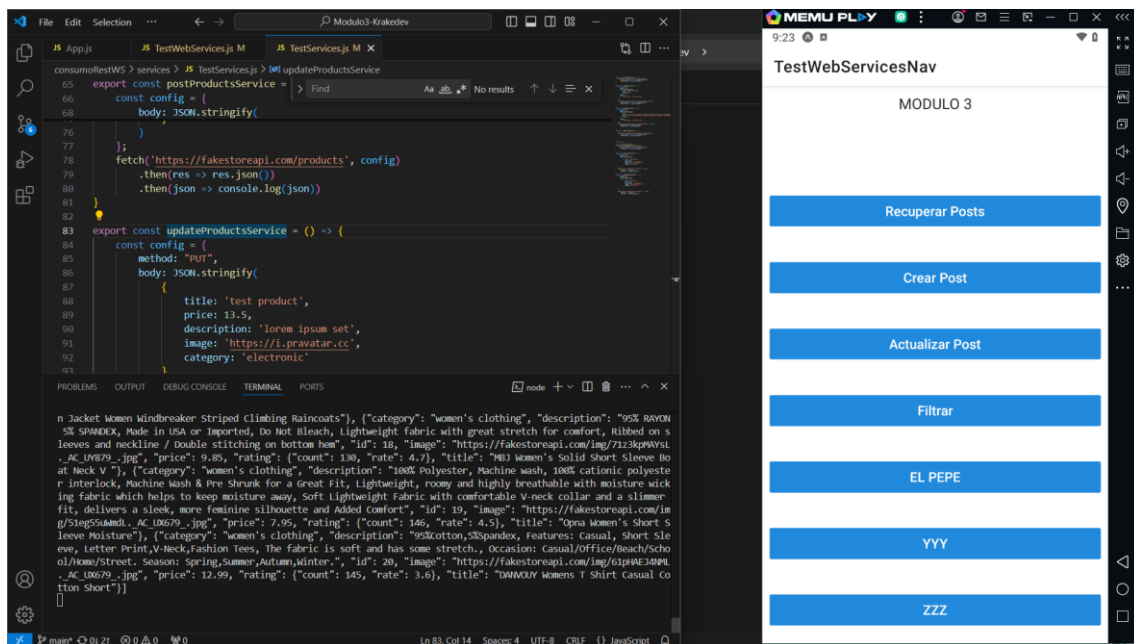 File Edit Selection ··· Modulo3-Krakedev
JS App.js JS TestWebServices.js M JS TestServices.js M
consumoRestWS > services > JS TestServices.js > updateProductsService
Find Aa ab No results
65 export const postProductsService =
66 const config = {
68 body: JSON.stringify(
76 )
77 };
78 fetch('https://fakestoreapi.com/products', config)
79 .then(res => res.json())
80 .then(json => console.log(json))
81 }
82
83 export const updateProductsService = () => {
84 const config = {
85 method: "PUT",
86 body: JSON.stringify(
87 {
88 title: 'test product',
89 price: 13.5,
90 description: 'lorem ipsum set',
91 image: 'https://i.pravatar.cc',
92 category: 'electronic'
93 }
PROBLEMS OUTPUT DEBUG CONSOLE TERMINAL PORTS node
n Jacket Women Windbreaker Striped Climbing Raincoats"}, {"category": "women's clothing", "description": "95% RAYON
5% SPANDEX, Made in USA or Imported, Do Not Bleach, Lightweight fabric with great stretch for comfort, Ribbed on s
leeves and neckline / Double stitching on bottom hem", "id": 18, "image": "https://fakestoreapi.com/img/71z3kpMAYsL
._AC_UY879_.jpg", "price": 9.85, "rating": {"count": 130, "rate": 4.7}, "title": "MBJ Women's Solid Short Sleeve Bo
at Neck V "}, {"category": "women's clothing", "description": "100% Polyester, Machine wash, 100% cationic polyeste
r interlock, Machine Wash & Pre Shrunk for a Great Fit, Lightweight, roomy and highly breathable with moisture wick
ing fabric which helps to keep moisture away, Soft Lightweight Fabric with comfortable V-neck collar and a slimmer
fit, delivers a sleek, more feminine silhouette and Added Comfort", "id": 19, "image": "https://fakestoreapi.com/im
g/51eg55uWmdL._AC_UX679_.jpg", "price": 7.95, "rating": {"count": 146, "rate": 4.5}, "title": "Opna Women's Short S
leeve Moisture"}, {"category": "women's clothing", "description": "95%Cotton,5%Spandex, Features: Casual, Short Sle
eve, Letter Print,V-Neck,Fashion Tees, The fabric is soft and has some stretch., Occasion: Casual/Office/Beach/Scho
ol/Home/Street. Season: Spring,Summer,Autumn,Winter.", "id": 20, "image": "https://fakestoreapi.com/img/61pHAEJ4NML
._AC_UX679_.jpg", "price": 12.99, "rating": {"count": 145, "rate": 3.6}, "title": "DANVOUY Womens T Shirt Casual Co
tton Short"}]
main* 0↓ 2↑ 0 0 0 Ln 83, Col 14 Spaces: 4 UTF-8 CRLF {} JavaScript
MEMU PLAY
9:23
TestWebServicesNav
MODULO 3
Recuperar Posts
Crear Post
Actualizar Post
Filtrar
EL PEPE
YYY
ZZZ